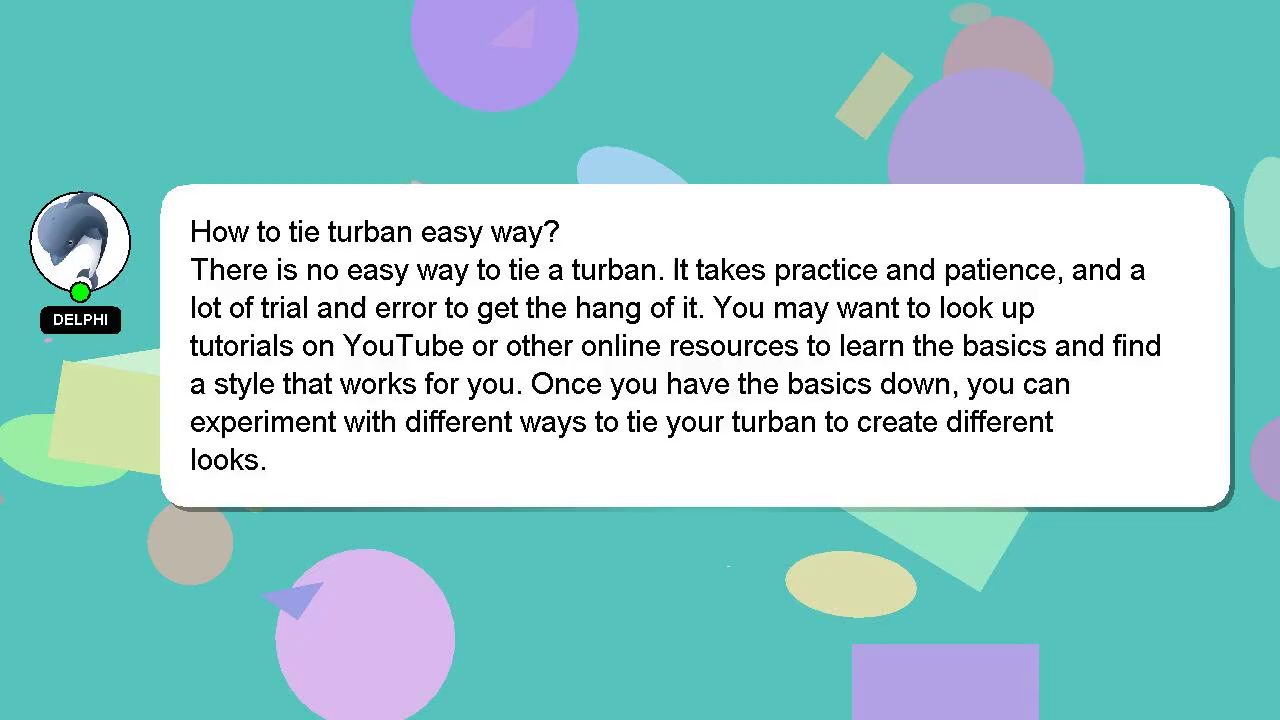 How to tie turban easy way?
There is no easy way to tie a turban. It takes practice and patience, and a
lot of trial and error to get the hang of it. You may want to look up
tutorials on YouTube or other online resources to learn the basics and find
a style that works for you. Once you have the basics down, you can
experiment with different ways to tie your turban to create different
looks.
DELPHI